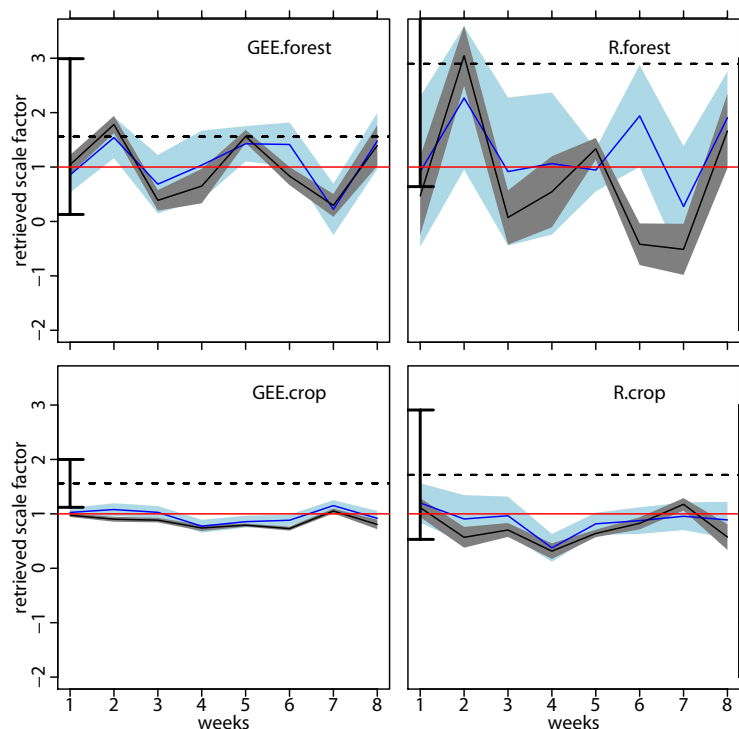 GEE.forest
R.forest
retrieved scale factor
3
2
1
0
−1
−2
GEE.crop
R.crop
retrieved scale factor
3
2
1
0
−1
−2
1 2 3 4 5 6 7 8
1 2 3 4 5 6 7 8
weeks
weeks